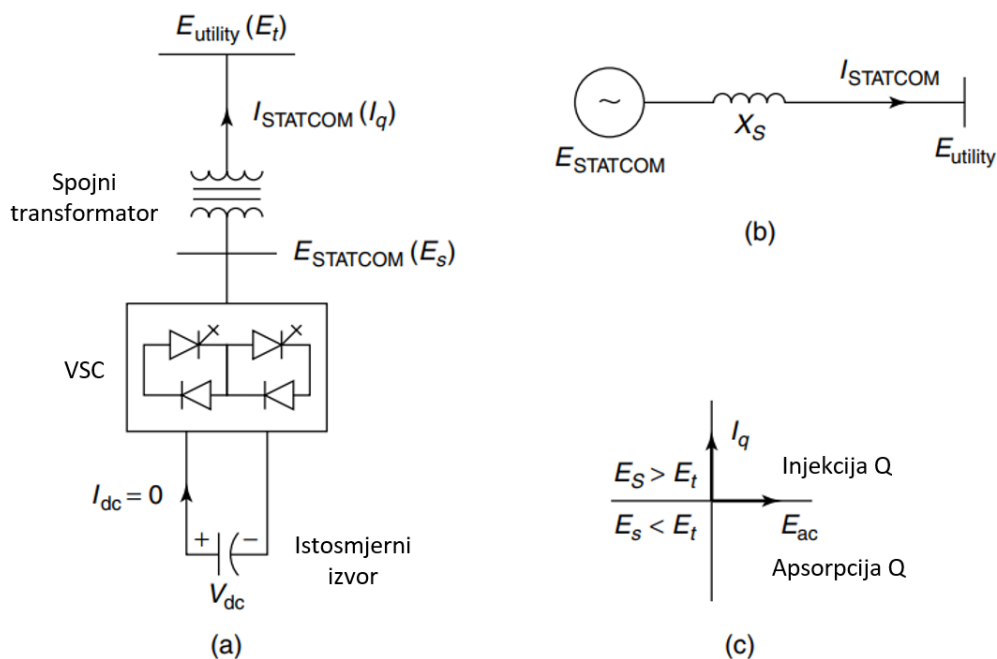 E_utility (E_t)
I_STATCOM (I_q)
Spojni
transformator
E_STATCOM (E_s)
VSC
I_dc = 0
+ −
Istosmjerni
izvor
V_dc
(a)
~
I_STATCOM
X_S
E_STATCOM
E_utility
(b)
I_q
E_S > E_t
Injekcija Q
E_s < E_t
E_ac
Apsorpcija Q
(c)